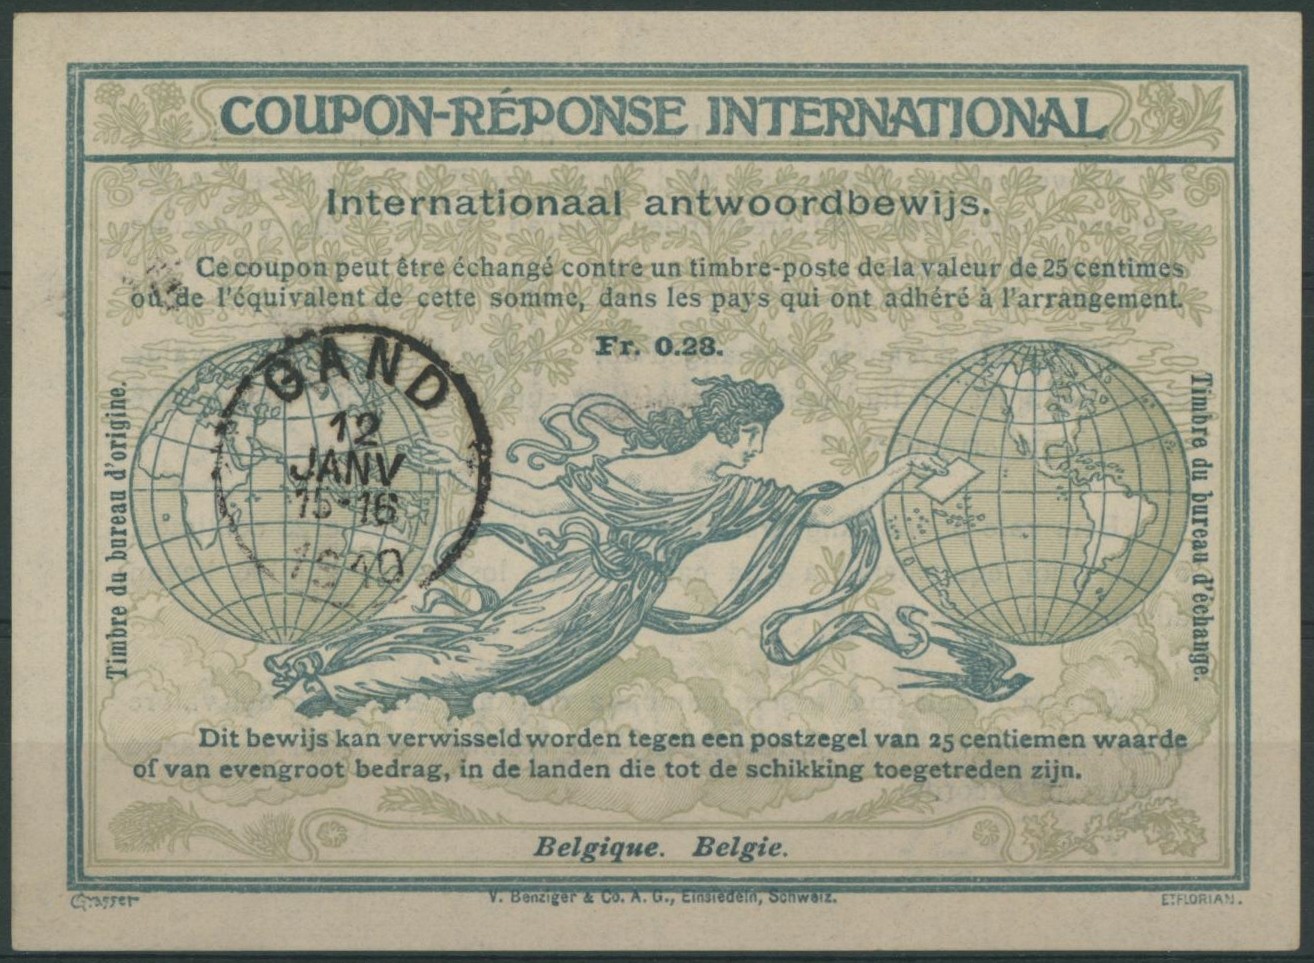 COUPON-RÉPONSE INTERNATIONAL
Internationaal antwoordbewijs.
Ce coupon peut être échangé contre un timbre-poste de la valeur de 25 centimes
ou de l'équivalent de cette somme, dans les pays qui ont adhéré à l'arrangement.
Fr. 0.28.
Timbre du bureau d'origine.
GAND
12
JANV
15-16
Timbre du bureau d'échange.
Dit bewijs kan verwisseld worden tegen een postzegel van 25 centiemen waarde
of van evengroot bedrag, in de landen die tot de schikking toegetreden zijn.
Belgique. Belgie.
Grasset
V. Benziger & Co. A. G., Einsiedeln, Schweiz.
E. FLORIAN.